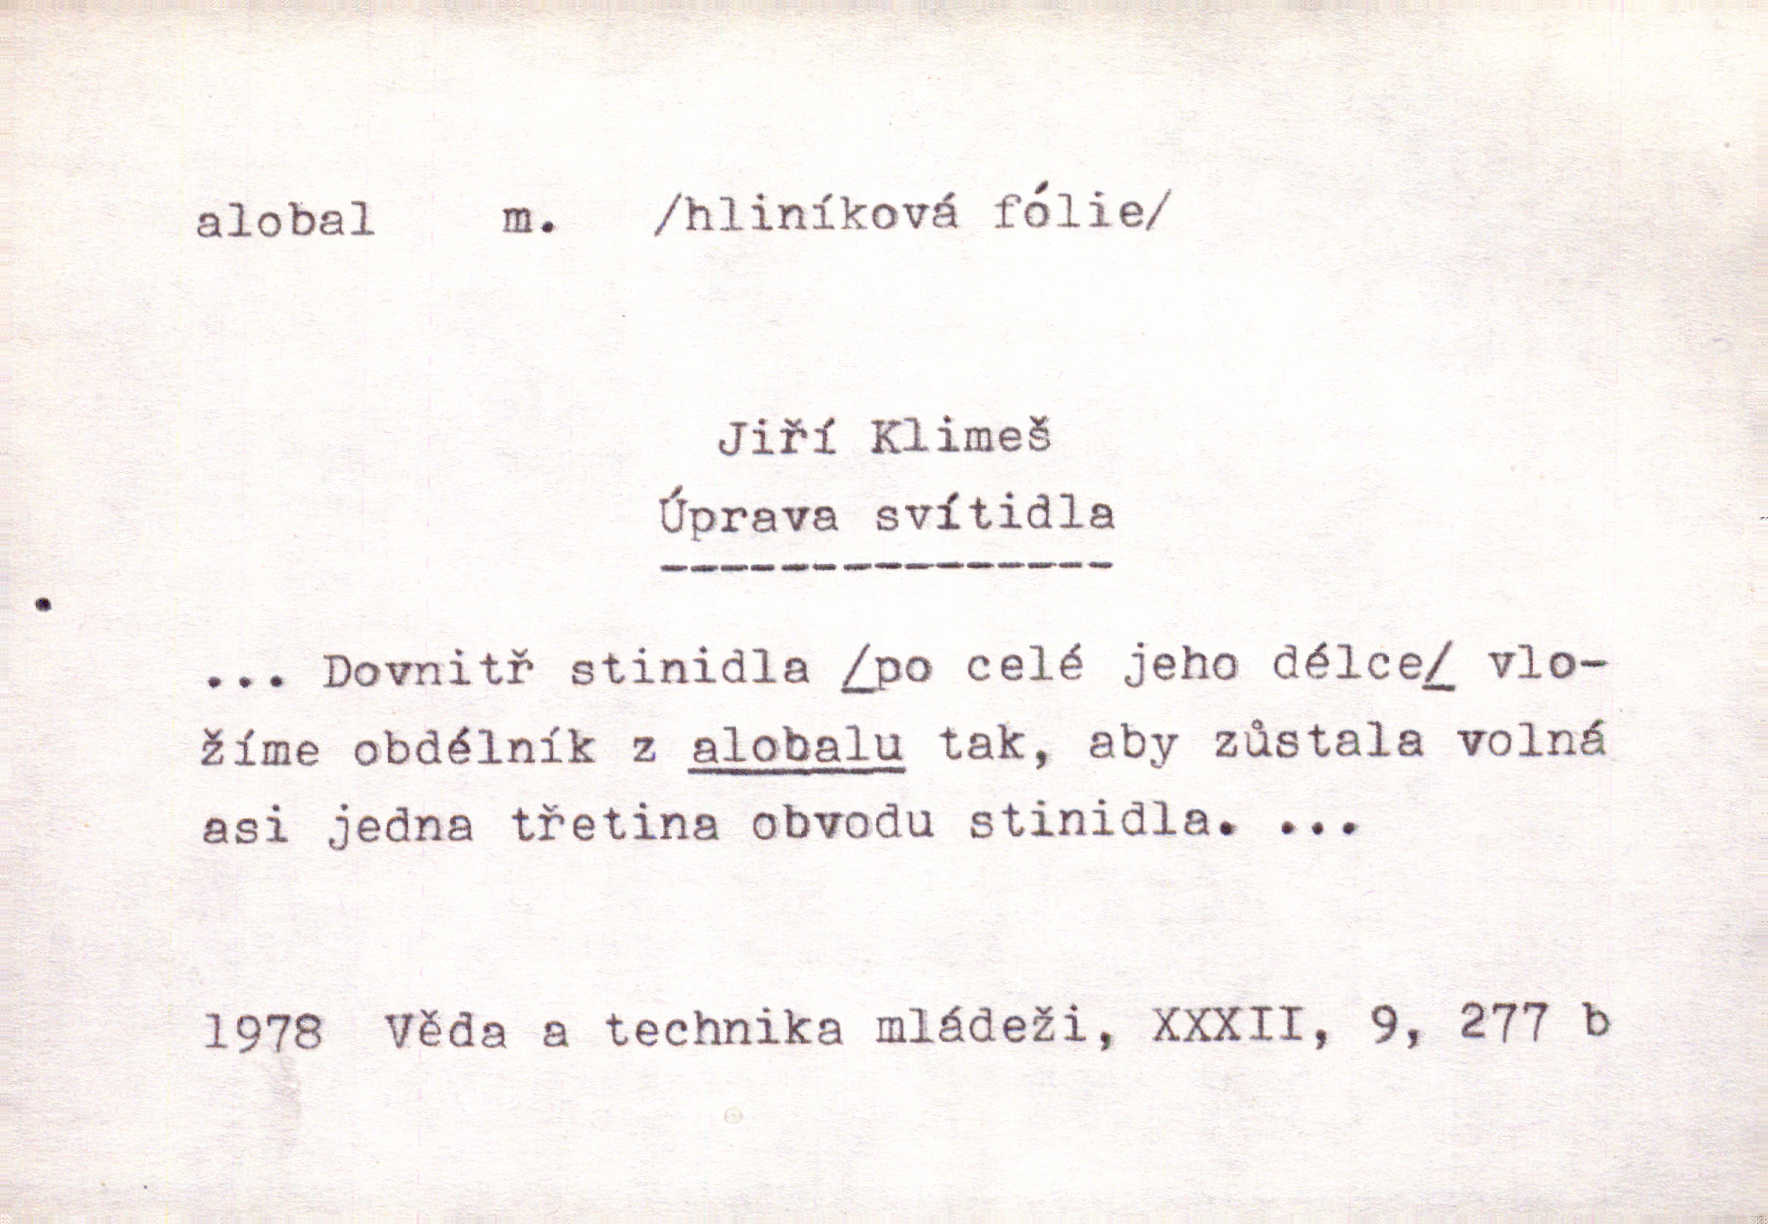 alobal m. /hliníková fólie/
Jiří Klimeš
Úprava svítidla
---------------
... Dovnitř stinidla /po celé jeho délce/ vlo-
žíme obdélník z alobalu tak, aby zůstala volná
asi jedna třetina obvodu stinidla. ...
1978 Věda a technika mládeži, XXXII, 9, 277 b